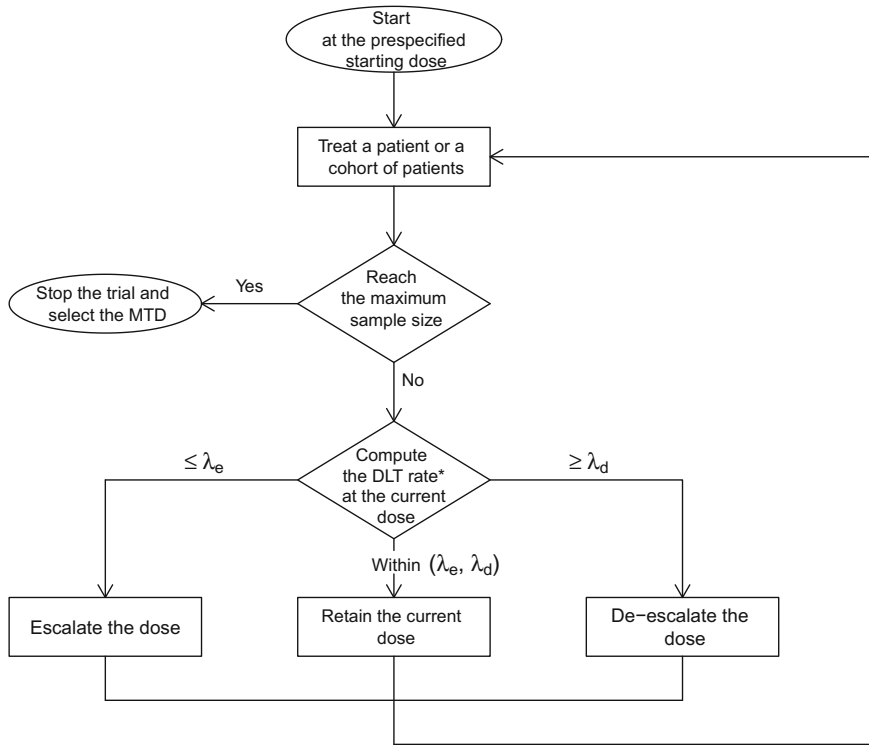 Start
at the prespecified
starting dose
Treat a patient or a
cohort of patients
Reach
the maximum
sample size
Yes
Stop the trial and
select the MTD
No
Compute
the DLT rate*
at the current
dose
≤ λe
≥ λd
Within (λe, λd)
Escalate the dose
Retain the current
dose
De−escalate the
dose